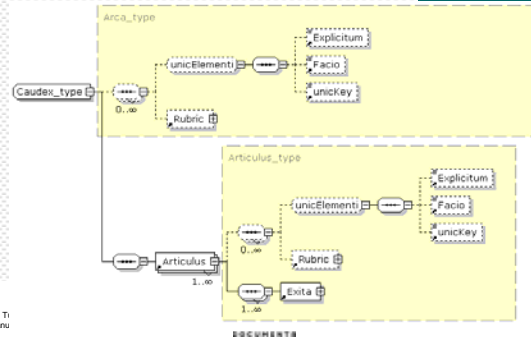 Arca_type
Explicitum
unicElementi
Facio
unicKey
Caudex_type
0..∞
Rubric
Articulus_type
Explicitum
unicElementi
Facio
unicKey
0..∞
Rubric
Articulus
1..∞
Exita
1..∞
DOCUMENTA